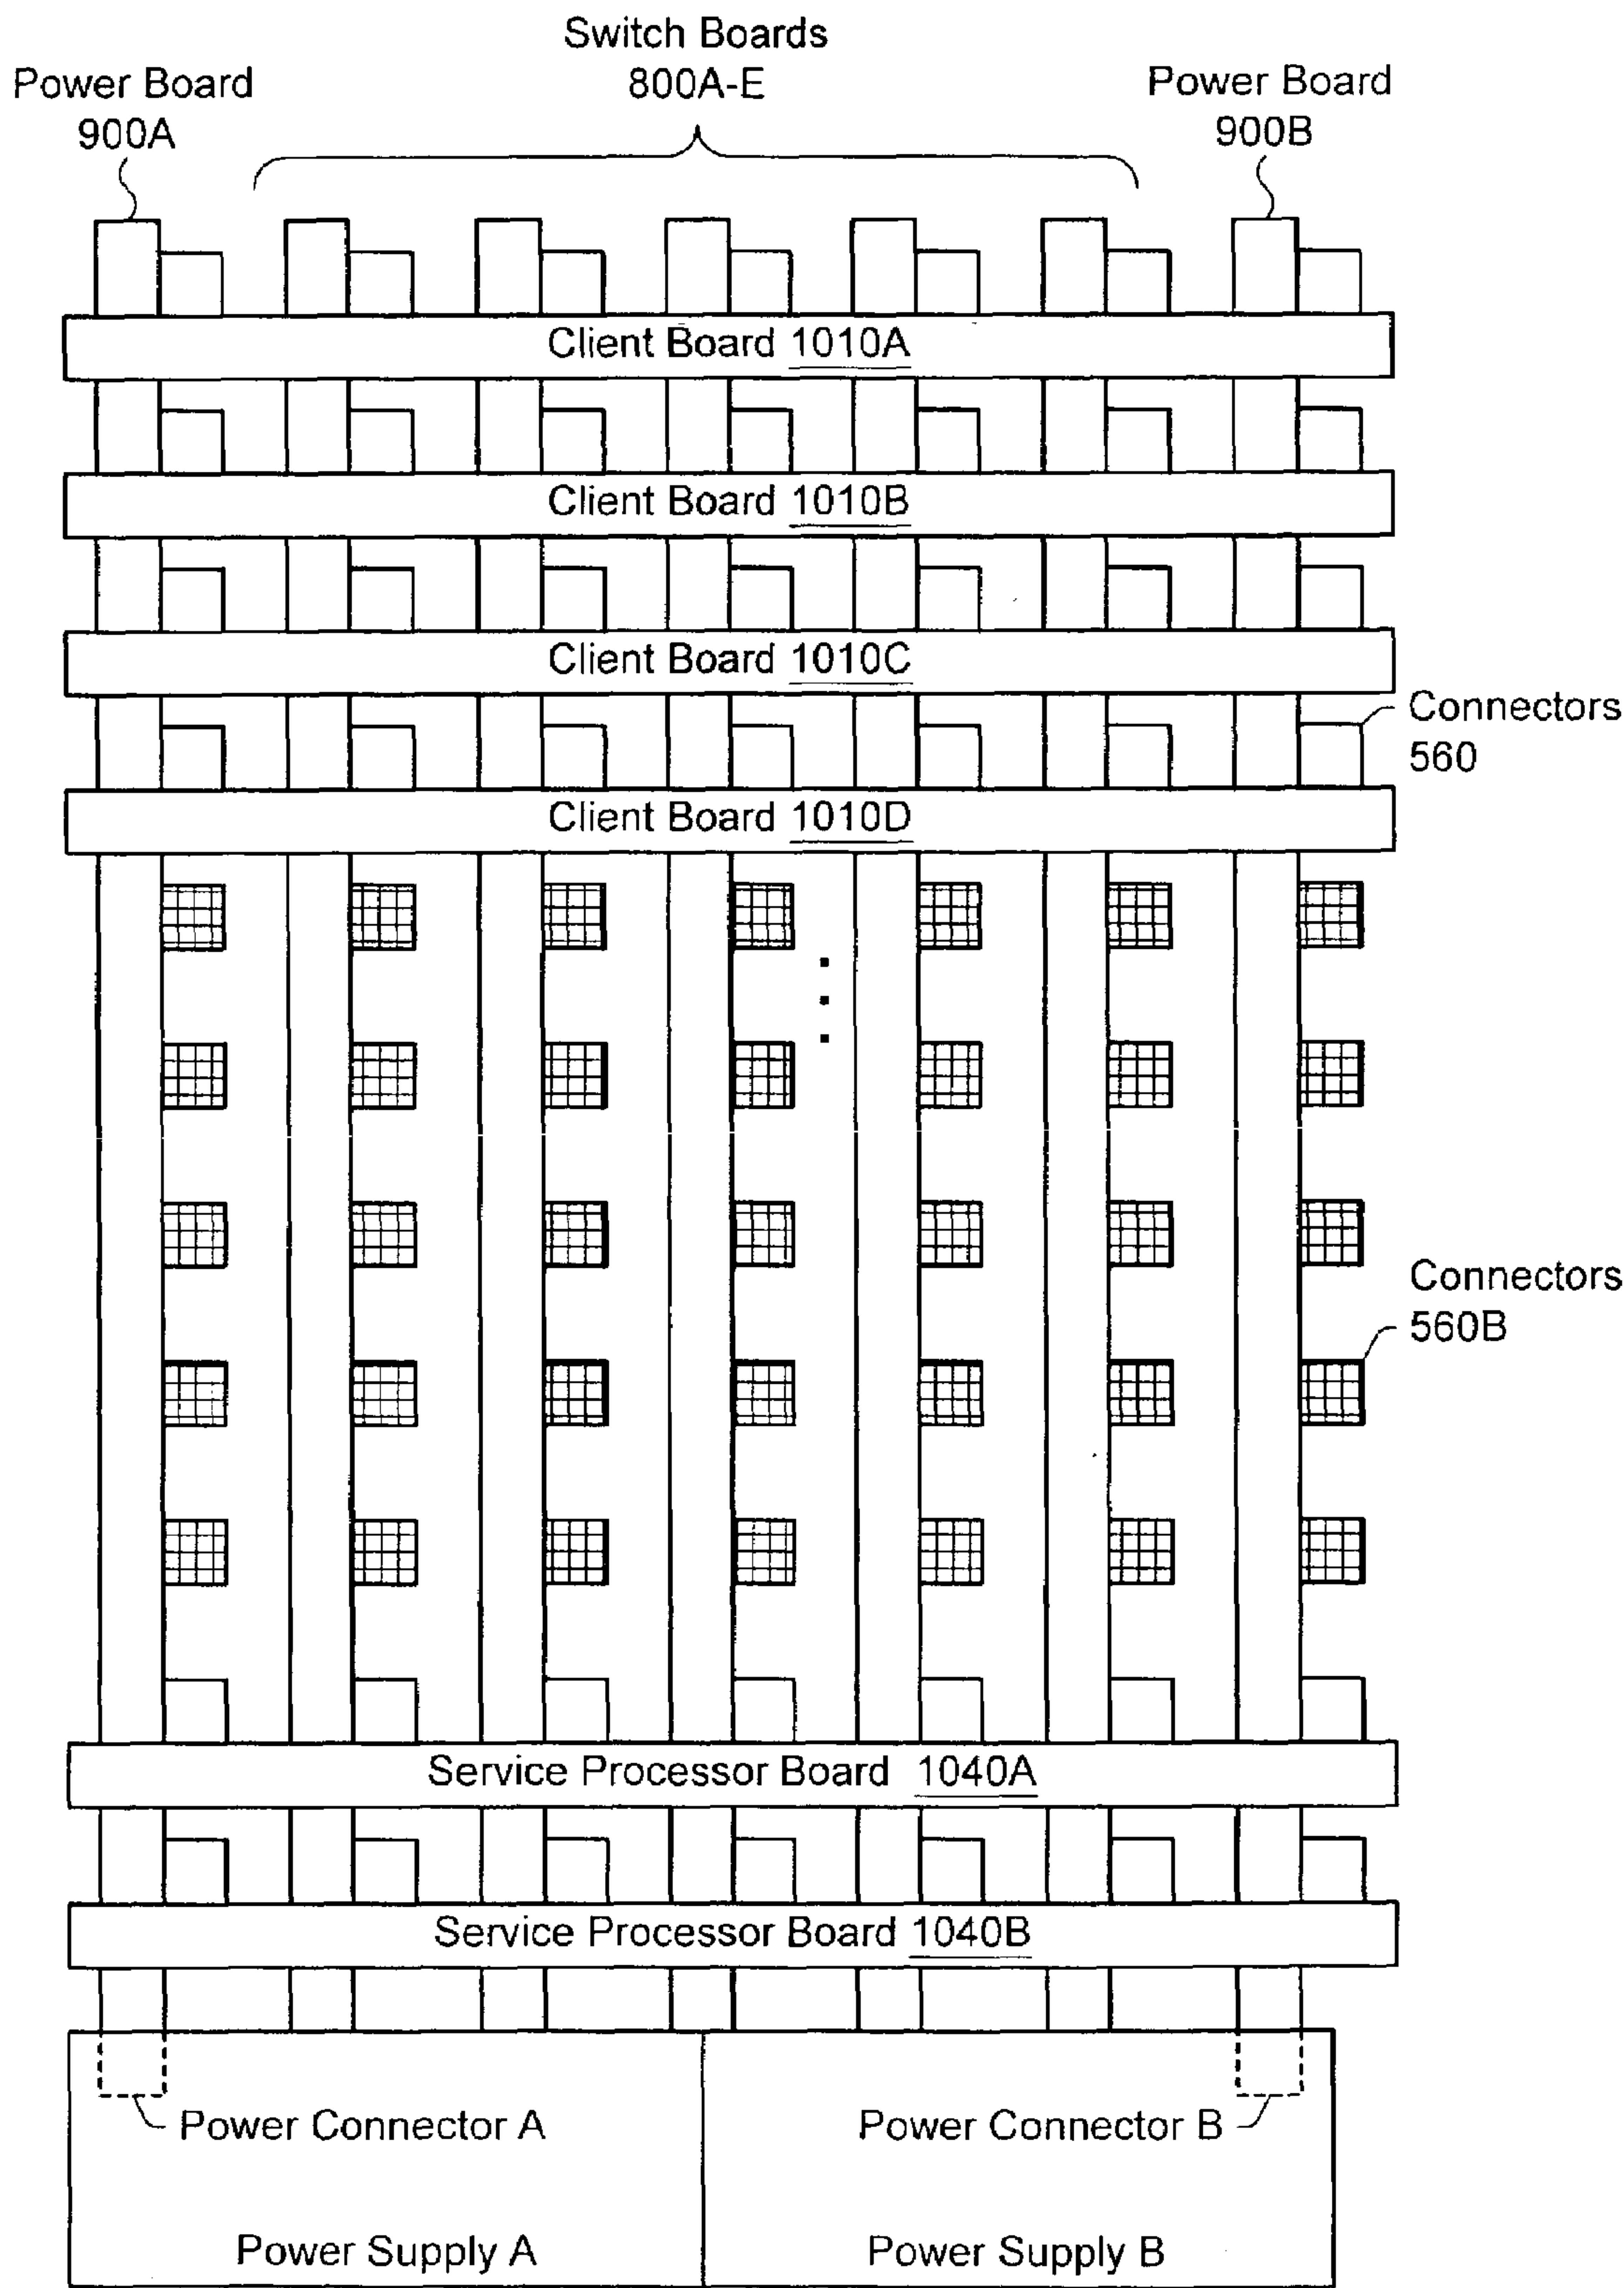 Switch Boards
800A-E
Power Board
900A
Power Board
900B
Client Board 1010A
Client Board 1010B
Client Board 1010C
Connectors
560
Client Board 1010D
Connectors
560B
Service Processor Board 1040A
Service Processor Board 1040B
Power Connector A
Power Connector B
Power Supply A
Power Supply B